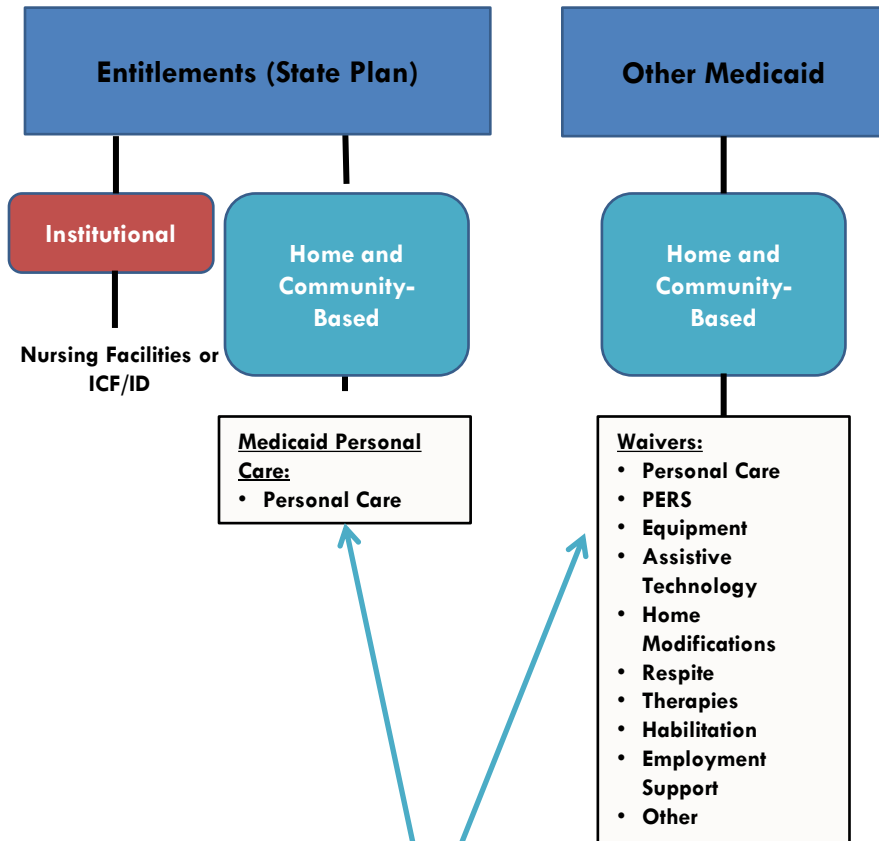 Entitlements (State Plan)
Other Medicaid
Institutional
Nursing Facilities or
ICF/ID
Home and
Community-
Based
Medicaid Personal
Care:
• Personal Care
Home and
Community-
Based
Waivers:
• Personal Care
• PERS
• Equipment
• Assistive
Technology
• Home
Modifications
• Respite
• Therapies
• Habilitation
• Employment
Support
• Other